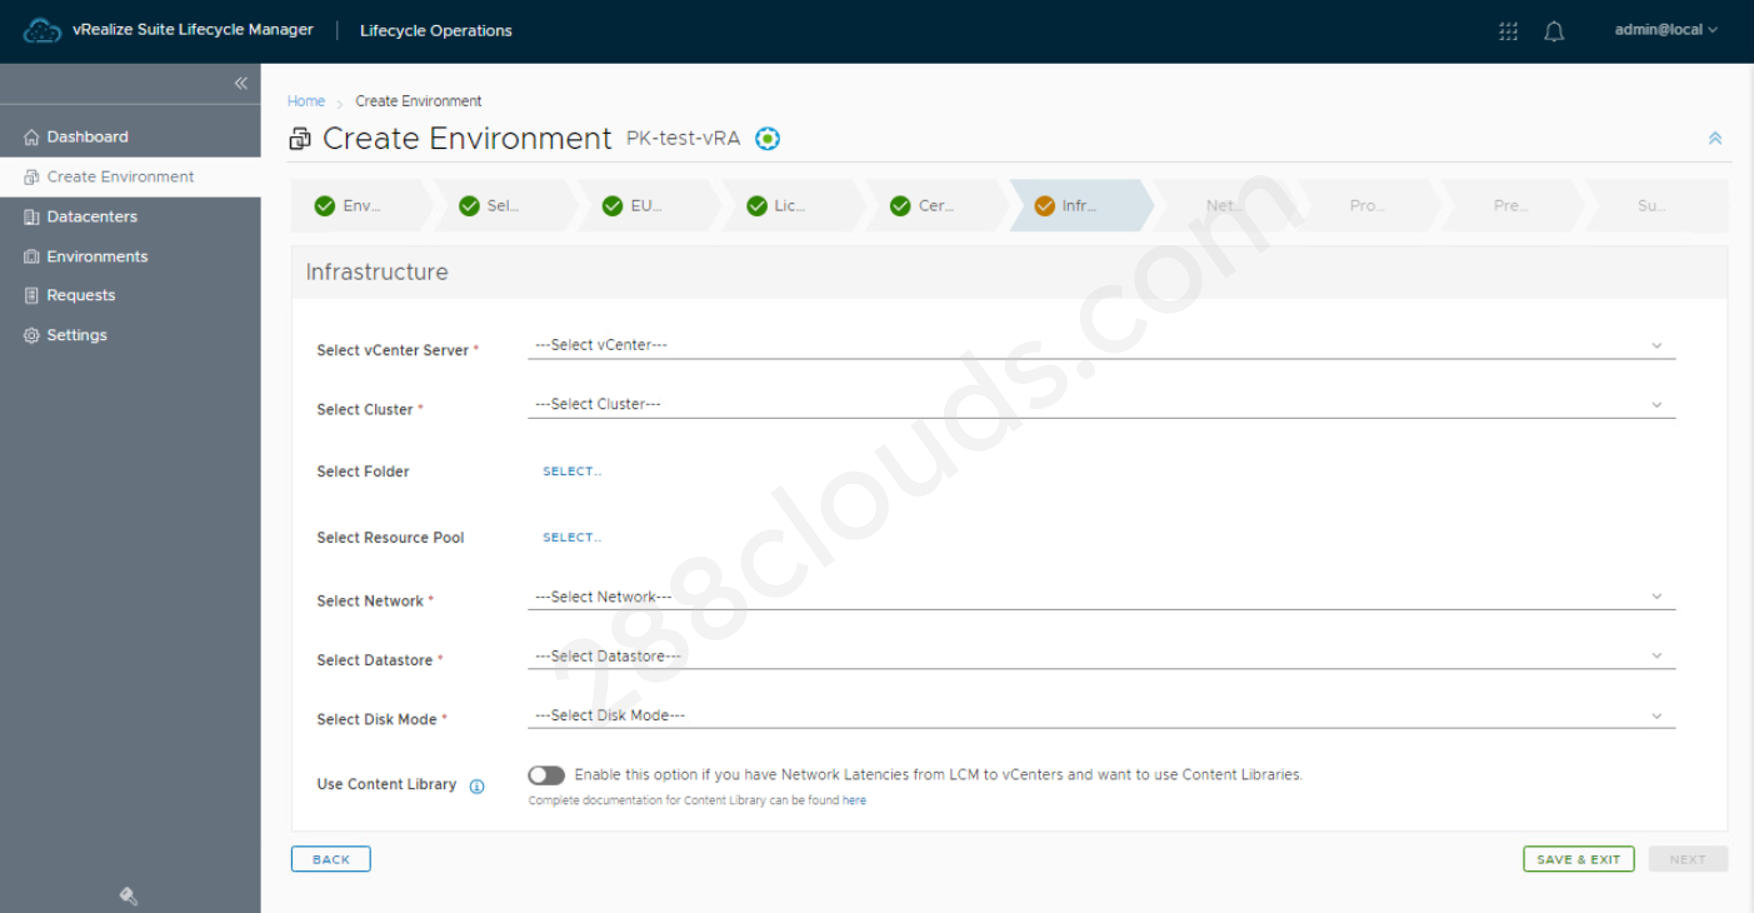 vRealize Suite Lifecycle Manager
Lifecycle Operations
admin@local
Home
Create Environment
Create Environment PK-test-vRA
Dashboard
Create Environment
Datacenters
Environments
Requests
Settings
Env...
Sel...
EU...
Lic...
Cer...
Infr...
Net...
Pro...
Pre...
Su...
Infrastructure
Select vCenter Server *
---Select vCenter---
Select Cluster *
---Select Cluster---
Select Folder
SELECT..
Select Resource Pool
SELECT..
Select Network *
---Select Network---
Select Datastore *
---Select Datastore---
Select Disk Mode *
---Select Disk Mode---
Use Content Library
Enable this option if you have Network Latencies from LCM to vCenters and want to use Content Libraries.
Complete documentation for Content Library can be found here
BACK
SAVE & EXIT
NEXT
288clouds.com